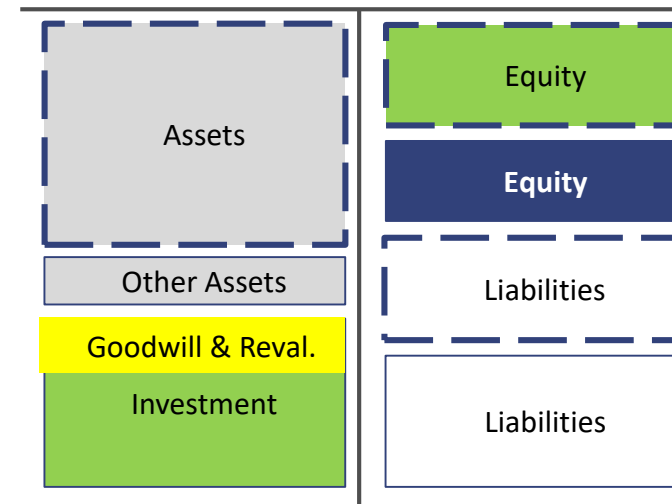 Assets
Other Assets
Goodwill & Reval.
Investment
Equity
Equity
Liabilities
Liabilities